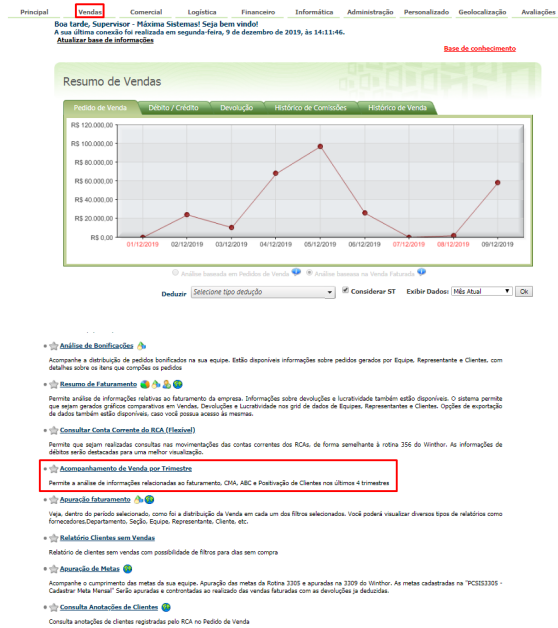 Principal Vendas Comercial Logística Financeiro Informática Administração Personalizado Geolocalização Avaliações
Boa tarde, Supervisor - Máxima Sistemas! Seja bem vindo!
A sua última conexão foi realizada em segunda-feira, 9 de dezembro de 2019, às 14:11:46.
Atualizar base de informações
Base de conhecimento
Resumo de Vendas
Pedido de Venda Débito / Crédito Devolução Histórico de Comissões Histórico de Venda
R$ 120.000,00
R$ 100.000,00
R$ 80.000,00
R$ 60.000,00
R$ 40.000,00
R$ 20.000,00
R$ 0,00
01/12/2019 02/12/2019 03/12/2019 04/12/2019 05/12/2019 06/12/2019 07/12/2019 08/12/2019 09/12/2019
Análise baseada em Pedidos de Venda Análise baseasa na Venda Faturada
Deduzir Selecione tipo dedução Considerar ST Exibir Dados: Mês Atual Ok
Análise de Bonificações
Acompanhe a distribuição de pedidos bonificados na sua equipe. Estão disponíveis informações sobre pedidos gerados por Equipe, Representante e Clientes, com
detalhes sobre os itens que compões os pedidos
Resumo de Faturamento
Permite análise de informações relativas ao faturamento da empresa. Informações sobre devoluções e lucratividade também estão disponíveis. O sistema permite
que sejam gerados gráficos comparativos em Vendas, Devoluções e Lucratividade nos grid de dados de Equipes, Representantes e Clientes. Opções de exportação
de dados também estão disponíveis, caso você possua acesso às mesmas.
Consultar Conta Corrente do RCA (Flexível)
Permite que sejam realizadas consultas nas movimentações das contas correntes dos RCAs, de forma semelhante à rotina 356 do Winthor. As informações de
débitos serão destacadas para uma melhor visualização.
Acompanhamento de Venda por Trimestre
Permite a análise de informações relacionadas ao faturamento, CMA, ABC e Positivação de Clientes nos últimos 4 trimestres
Apuração faturamento
Veja, dentro do período selecionado, como foi a distribuição da Venda em cada um dos filtros selecionados. Você poderá visualizar diversos tipos de relatórios como
fornecedores,Departamento, Seção, Equipe, Representante, Cliente, etc.
Relatório Clientes sem Vendas
Relatório de clientes sem vendas com possibilidade de filtros para dias sem compra
Apuração de Metas
Acompanhe o cumprimento das metas da sua equipe. Apuração das metas da Rotina 3305 e apuradas na 3309 do Winthor. As metas cadastradas na "PCSIS3305 -
Cadastrar Meta Mensal" Serão apuradas e confrontadas ao realizado das vendas faturadas com as devoluções ja deduzidas.
Consulta Anotações de Clientes
Consulta anotações de clientes registradas pelo RCA no Pedido de Venda